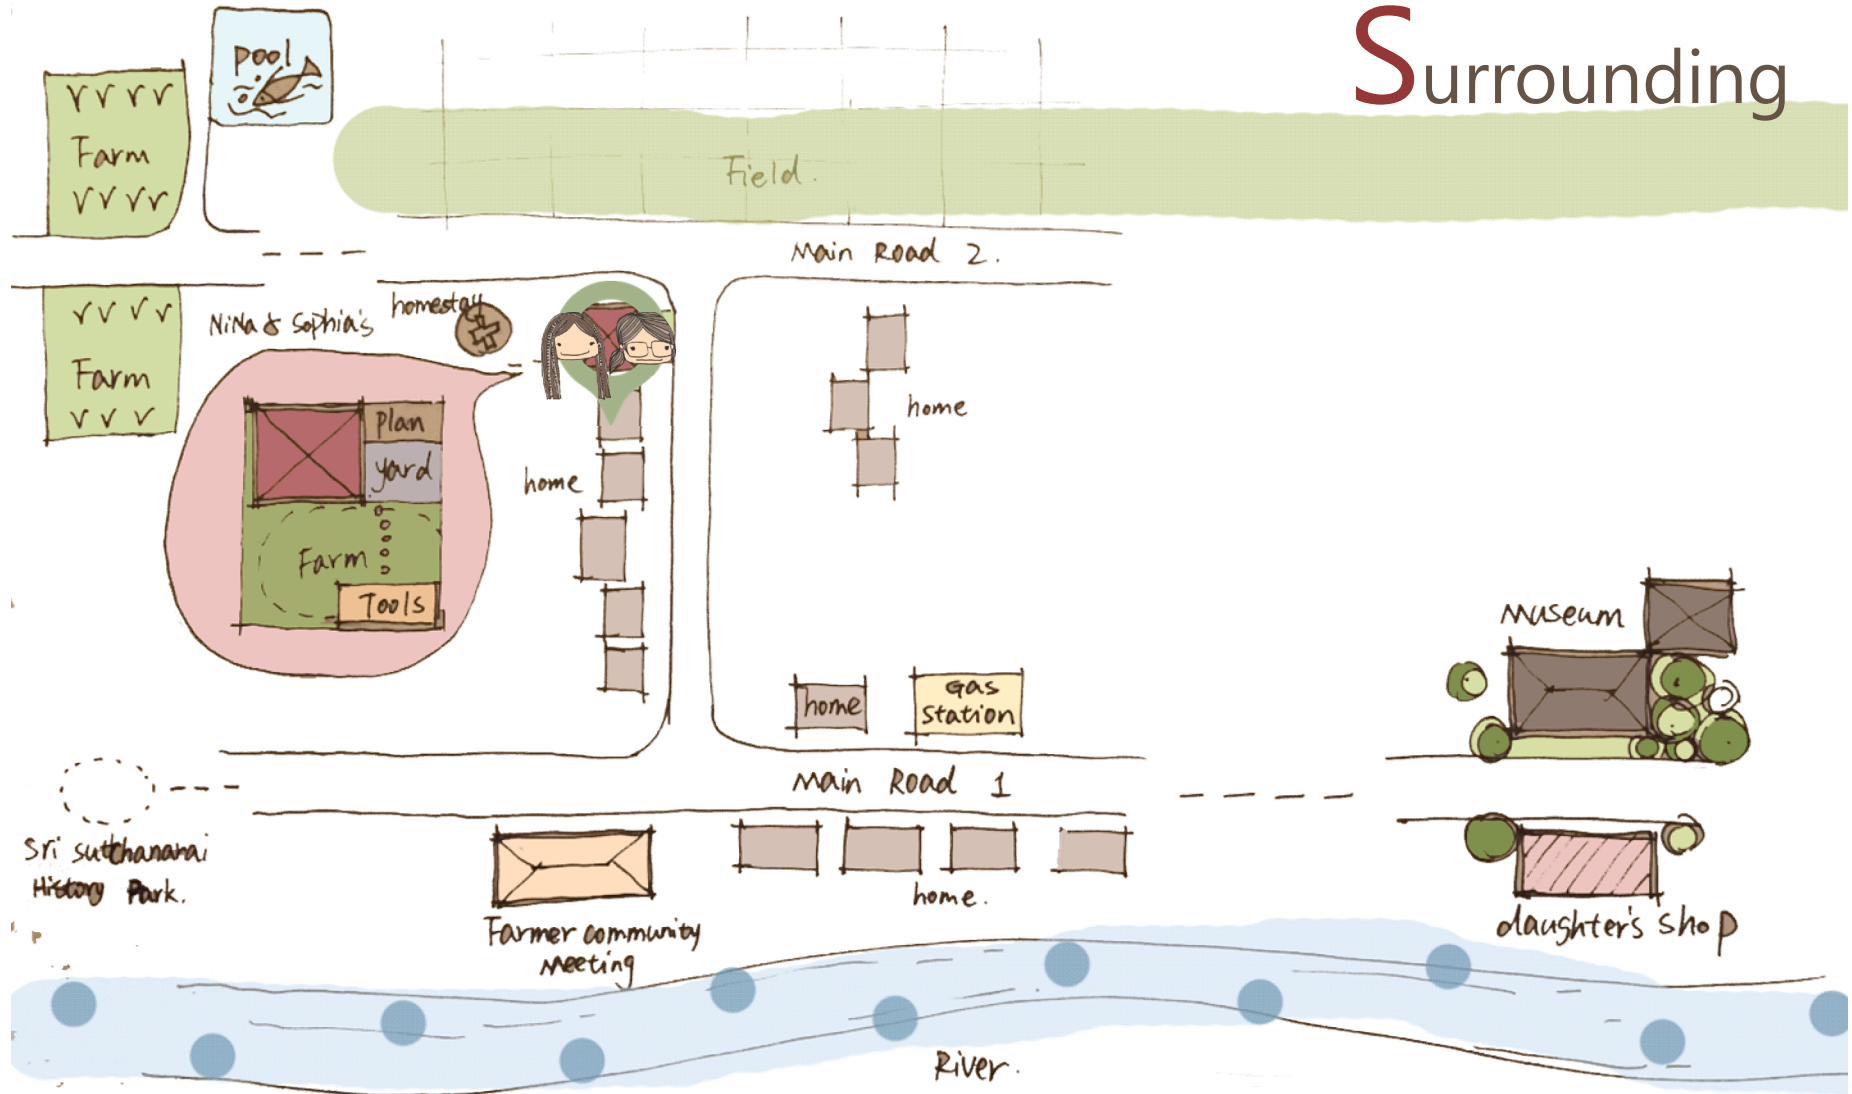 Surrounding
Pool
Farm
Field.
Main Road 2.
Nina & Sophia's
homestay
Farm
Plan
yard
Farm
Tools
home
home
home
Gas
Station
Museum
Main Road 1
Sri sutchanarai
History Park.
Farmer community
Meeting
home.
daughter's shop
River.